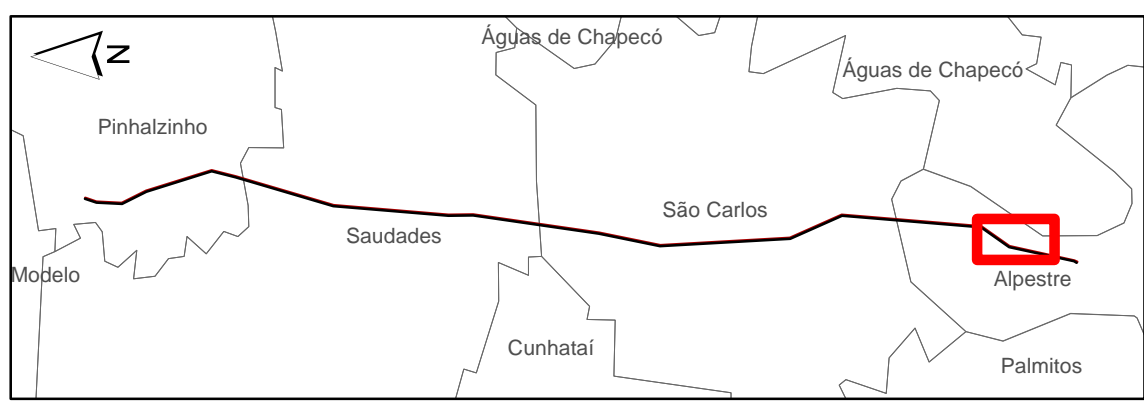 Águas de Chapecó
N
Águas de Chapecó
Pinhalzinho
São Carlos
Saudades
Modelo
Alpestre
Cunhataí
Palmitos